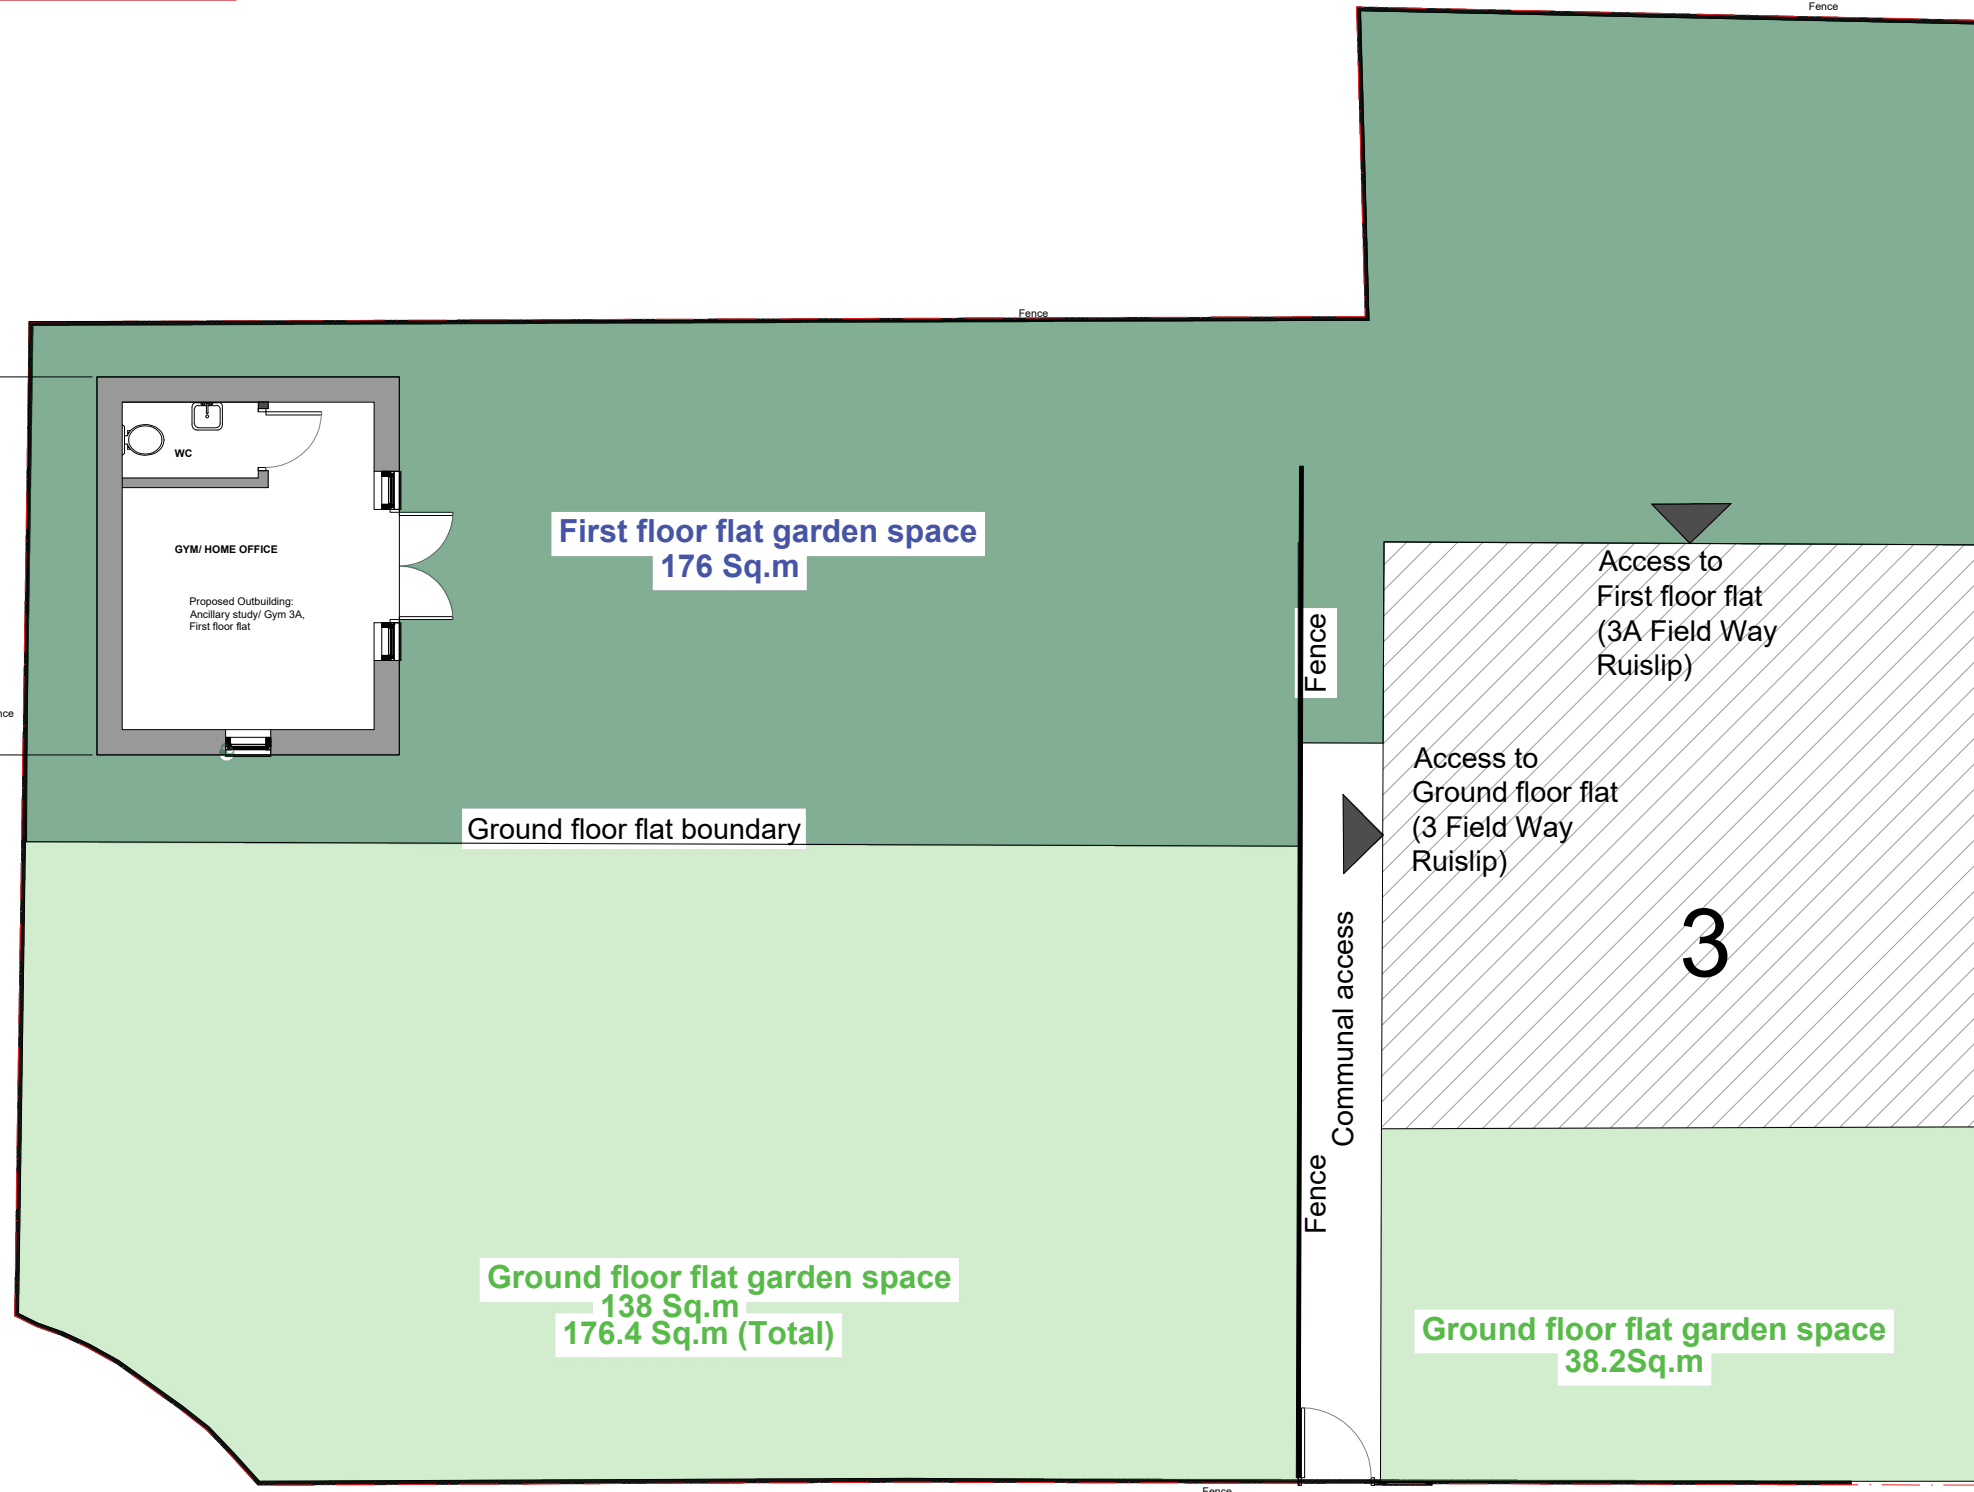 Fence
Fence
WC
GYM/ HOME OFFICE
Proposed Outbuilding:
Ancillary study/ Gym 3A,
First floor flat
First floor flat garden space
176 Sq.m
Fence
Access to
First floor flat
(3A Field Way
Ruislip)
Access to
Ground floor flat
(3 Field Way
Ruislip)
Ground floor flat boundary
3
Communal access
Fence
Ground floor flat garden space
138 Sq.m
176.4 Sq.m (Total)
Ground floor flat garden space
38.2Sq.m
Fence